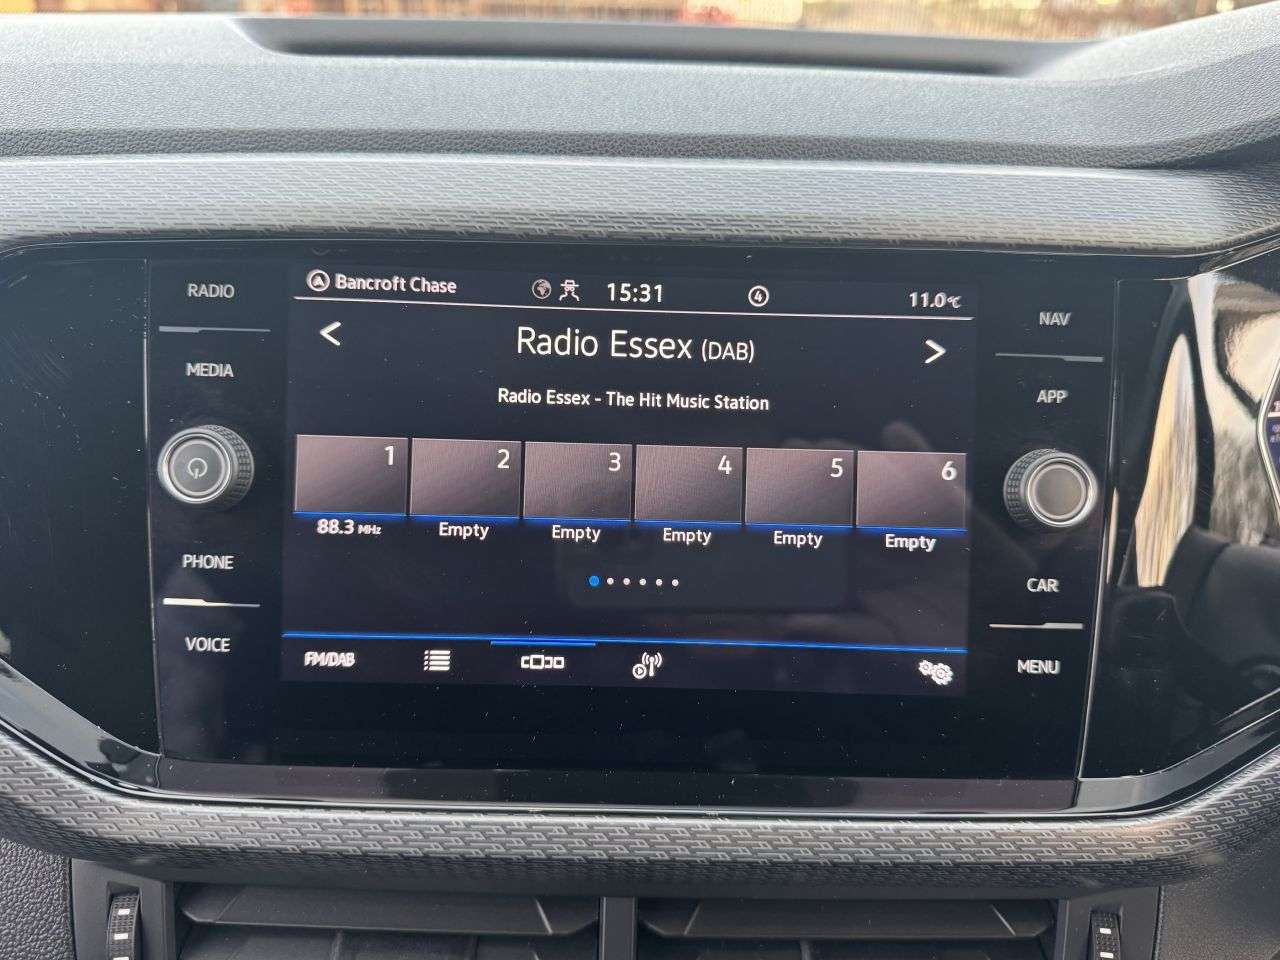 RADIO
MEDIA
PHONE
VOICE
Bancroft Chase
15:31
4
11.0°C
< Radio Essex (DAB) >
Radio Essex - The Hit Music Station
1 2 3 4 5 6
88.3 MHz Empty Empty Empty Empty Empty
FM/DAB
NAV
APP
CAR
MENU